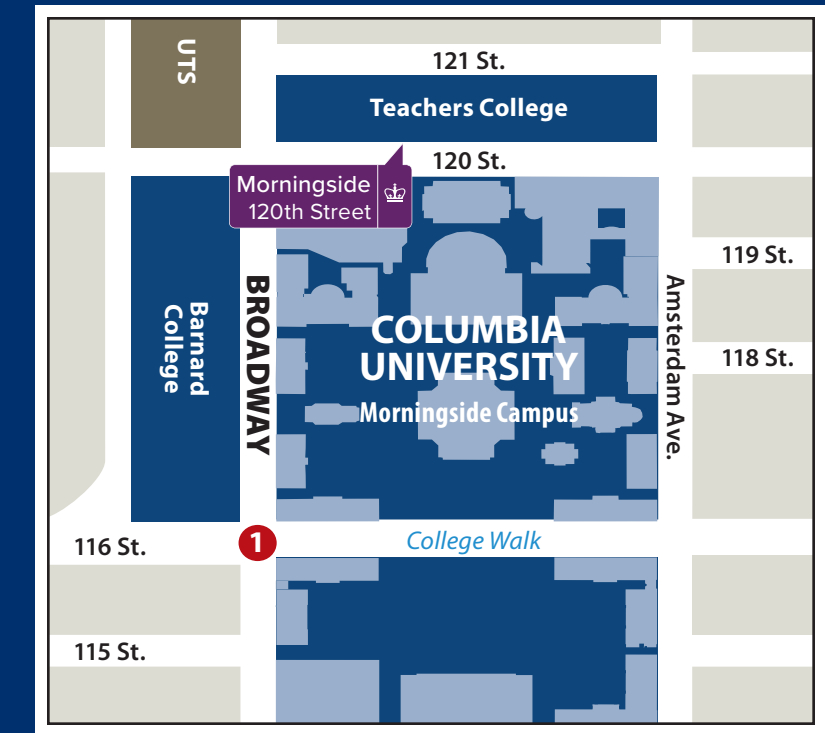 UTS
121 St.
Teachers College
120 St.
Morningside
120th Street
119 St.
BROADWAY
Barnard
College
COLUMBIA
UNIVERSITY
Morningside Campus
Amsterdam Ave.
118 St.
116 St.
1
College Walk
115 St.